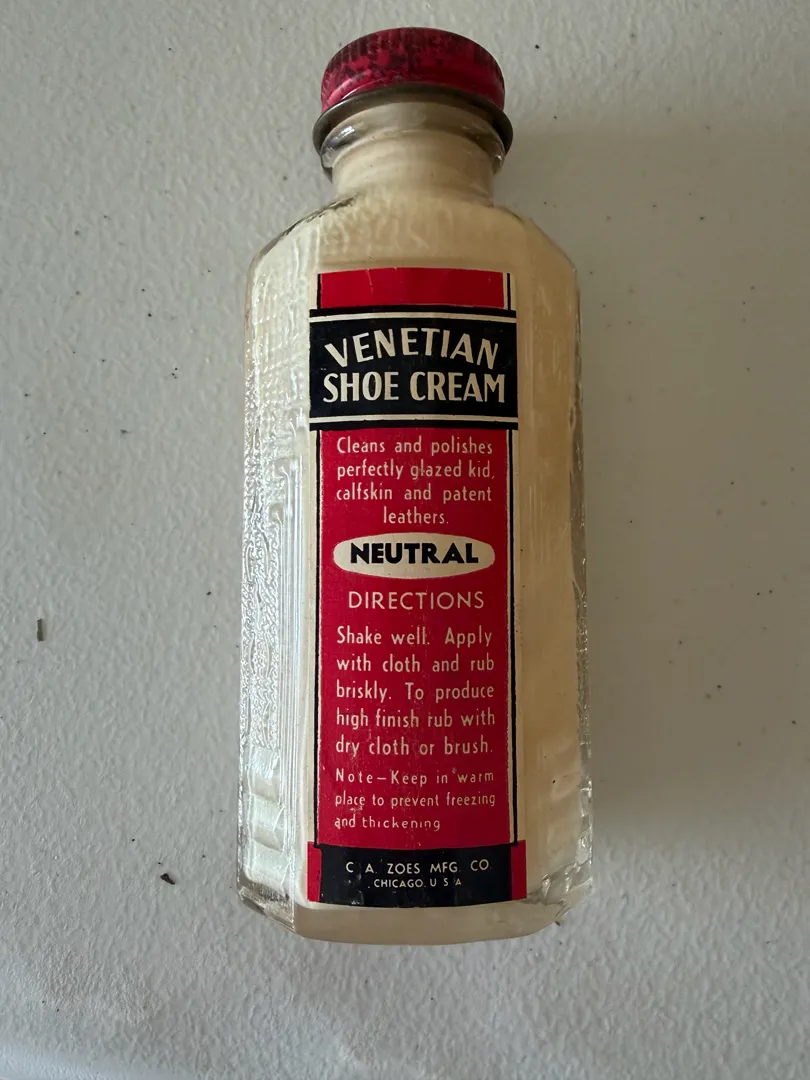 VENETIAN
SHOE CREAM
Cleans and polishes
perfectly glazed kid,
calfskin and patent
leathers.
NEUTRAL
DIRECTIONS
Shake well. Apply
with cloth and rub
briskly. To produce
high finish rub with
dry cloth or brush.
Note—Keep in warm
place to prevent freezing
and thickening
C. A. ZOES MFG. CO.
CHICAGO. U S A